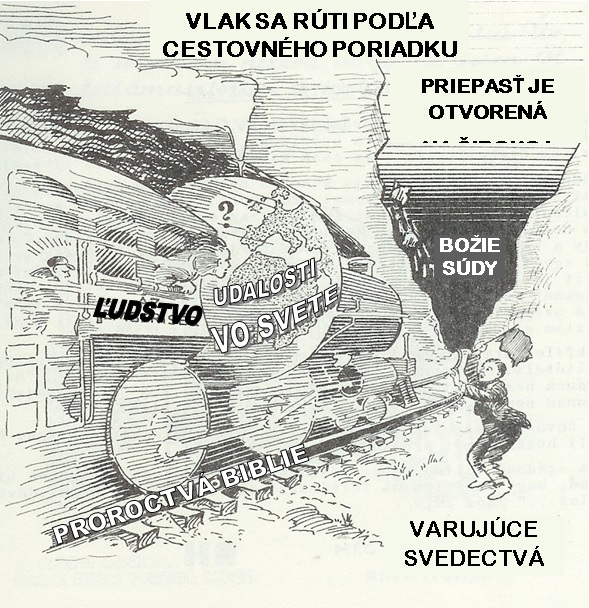 VLAK SA RÚTI PODĽA
CESTOVNÉHO PORIADKU
PRIEPASŤ JE
OTVORENÁ
BOŽIE
SÚDY
?
UDALOSTI
VO SVETE
ĽUDSTVO
PROROCTVÁ BIBLIE
VARUJÚCE
SVEDECTVÁ